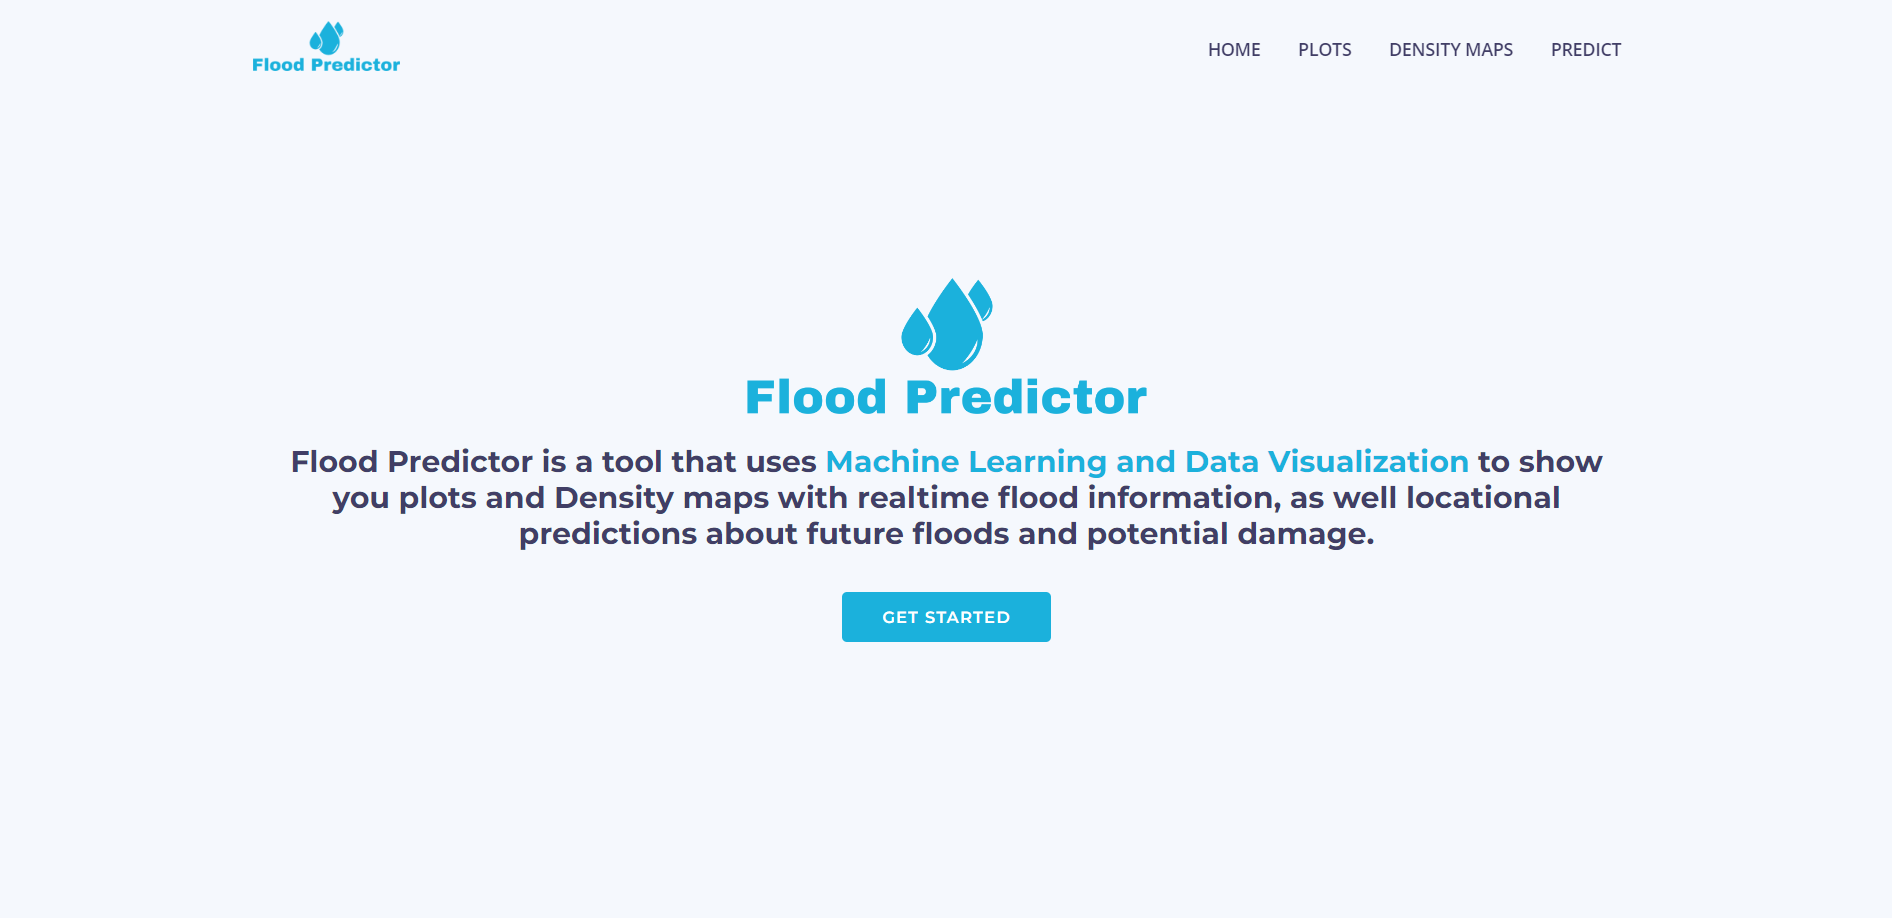 Flood Predictor
HOME PLOTS DENSITY MAPS PREDICT
Flood Predictor
Flood Predictor is a tool that uses Machine Learning and Data Visualization to show
you plots and Density maps with realtime flood information, as well locational
predictions about future floods and potential damage.
GET STARTED